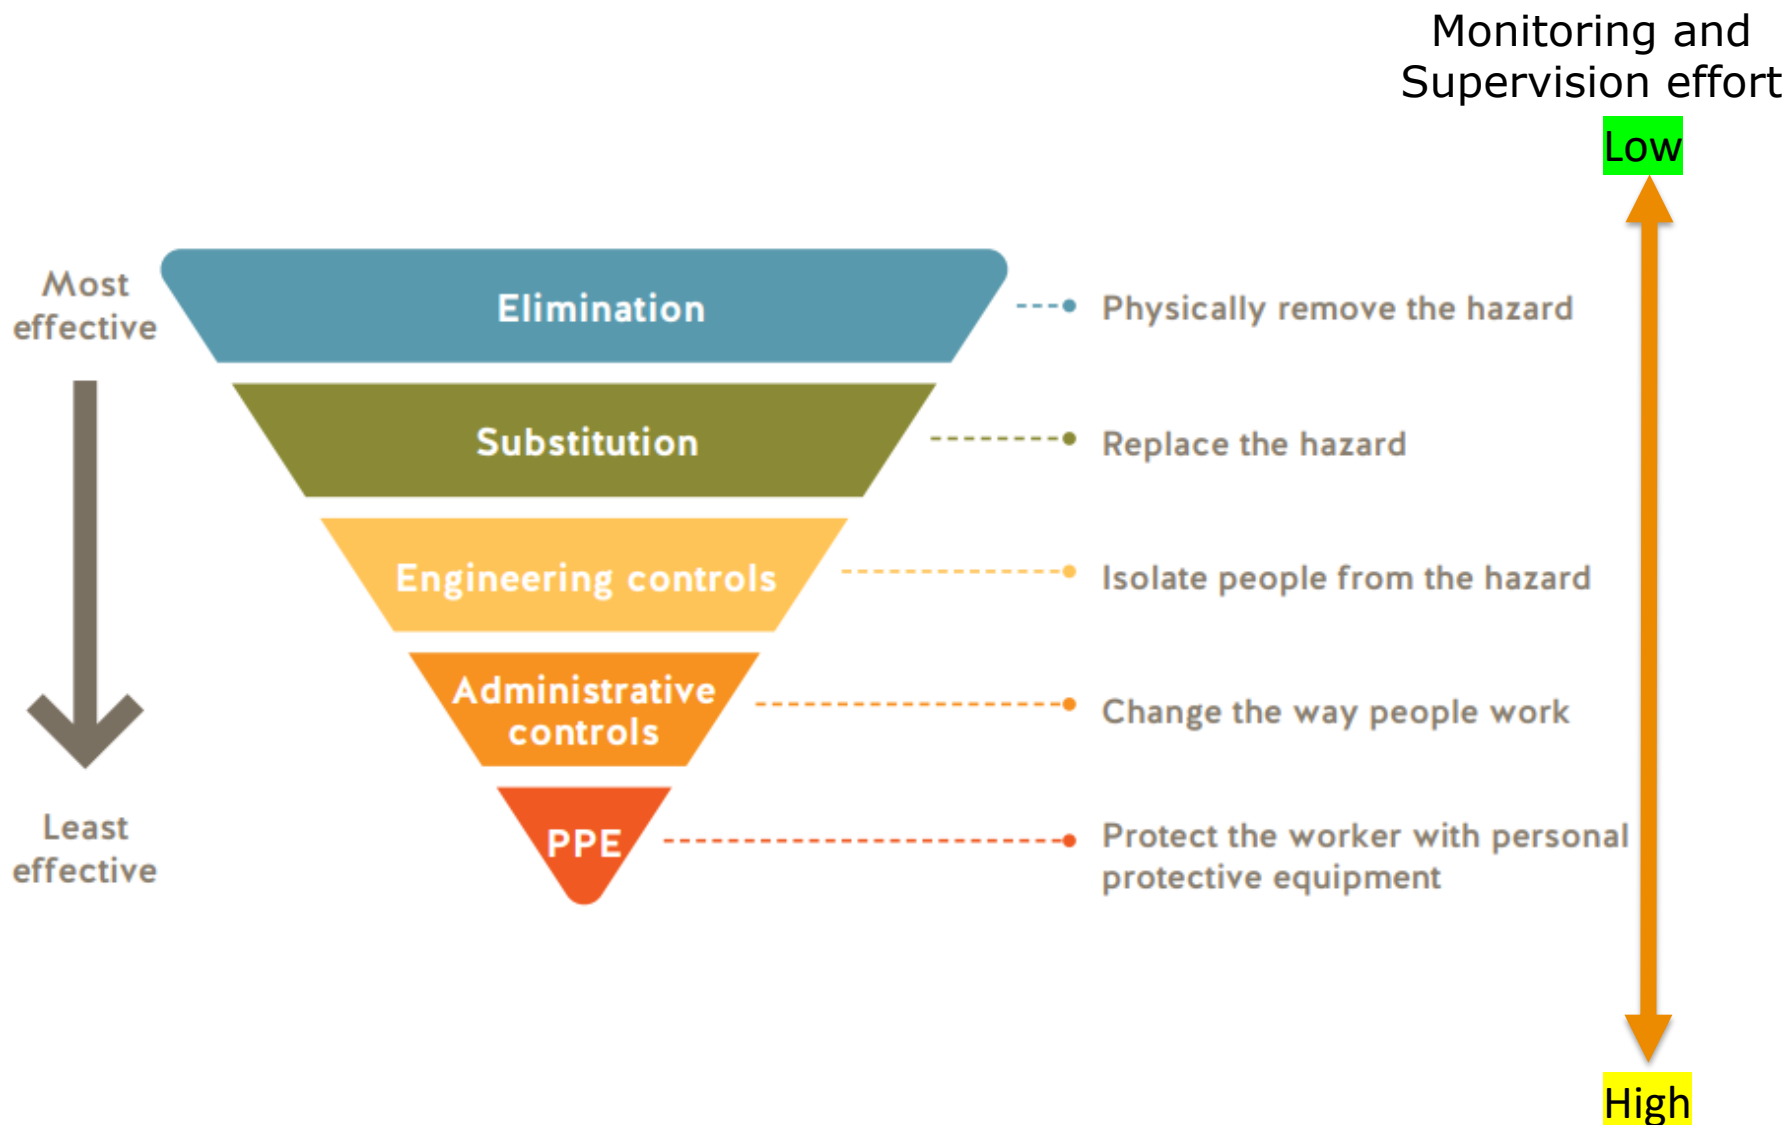 Monitoring and
Supervision effort
Low
Most
effective
Elimination
Physically remove the hazard
Substitution
Replace the hazard
Engineering controls
Isolate people from the hazard
Administrative
controls
Change the way people work
Least
effective
PPE
Protect the worker with personal
protective equipment
High